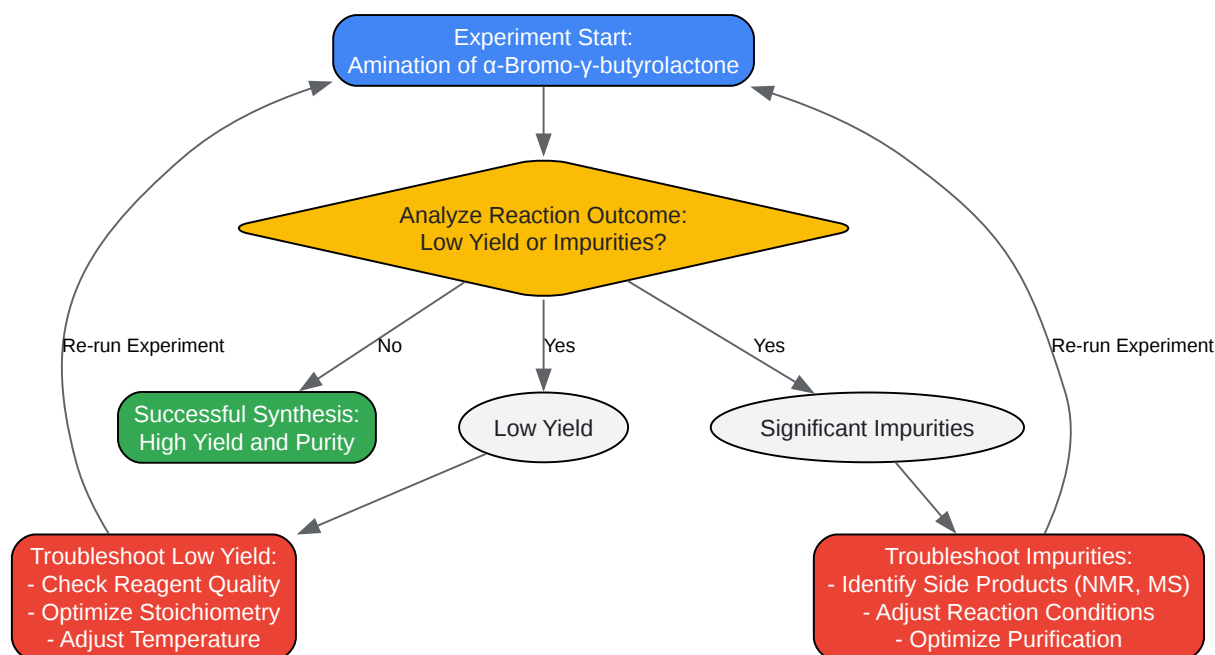 Experiment Start:
Amination of α-Bromo-γ-butyrolactone
Analyze Reaction Outcome:
Low Yield or Impurities?
Re-run Experiment
No
Yes
Yes
Re-run Experiment
Successful Synthesis:
High Yield and Purity
Low Yield
Significant Impurities
Troubleshoot Low Yield:
- Check Reagent Quality
- Optimize Stoichiometry
- Adjust Temperature
Troubleshoot Impurities:
- Identify Side Products (NMR, MS)
- Adjust Reaction Conditions
- Optimize Purification